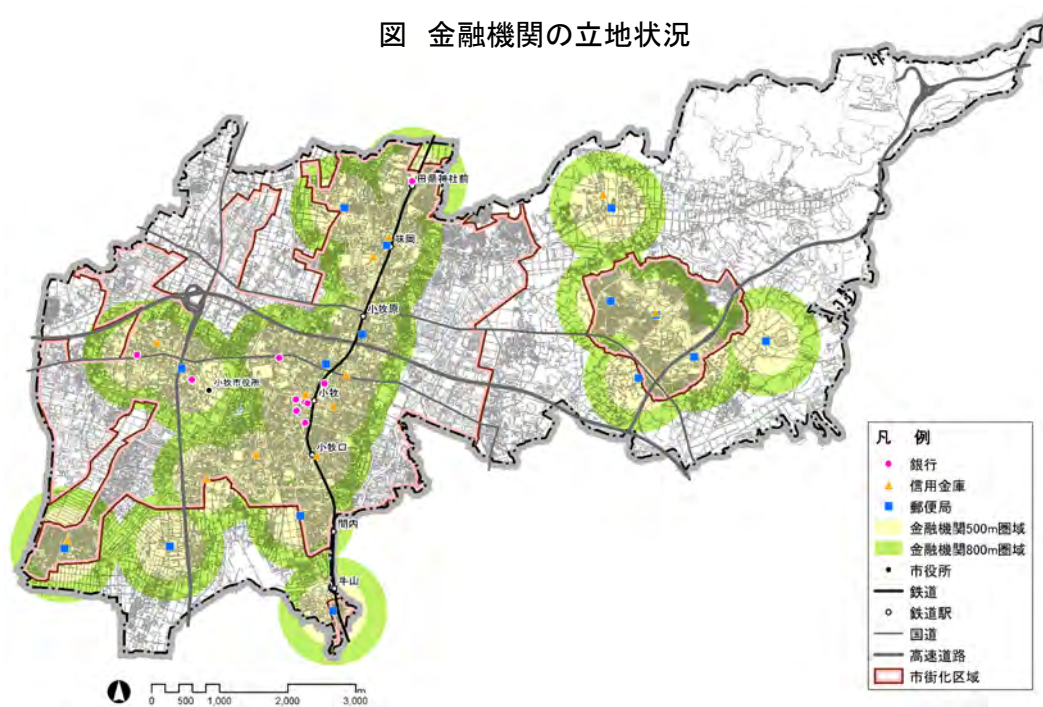 図 金融機関の立地状況
田県神社前
味岡
小牧原
小牧市役所
小牧
小牧口
間内
牛山
凡 例
銀行
信用金庫
郵便局
金融機関500m圏域
金融機関800m圏域
市役所
鉄道
鉄道駅
国道
高速道路
市街化区域
0 500 1,000 2,000 3,000 m